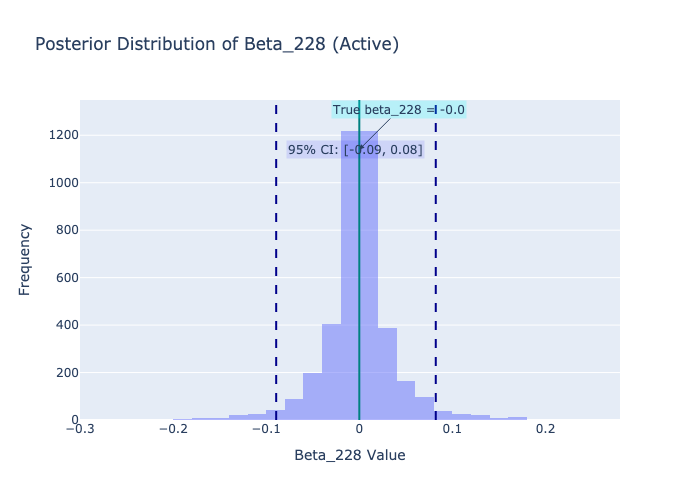 Posterior Distribution of Beta_228 (Active)
True beta_228 = -0.0
95% CI: [-0.09, 0.08]
1200
1000
800
600
400
200
0
−0.3
−0.2
−0.1
0
0.1
0.2
Frequency
Beta_228 Value